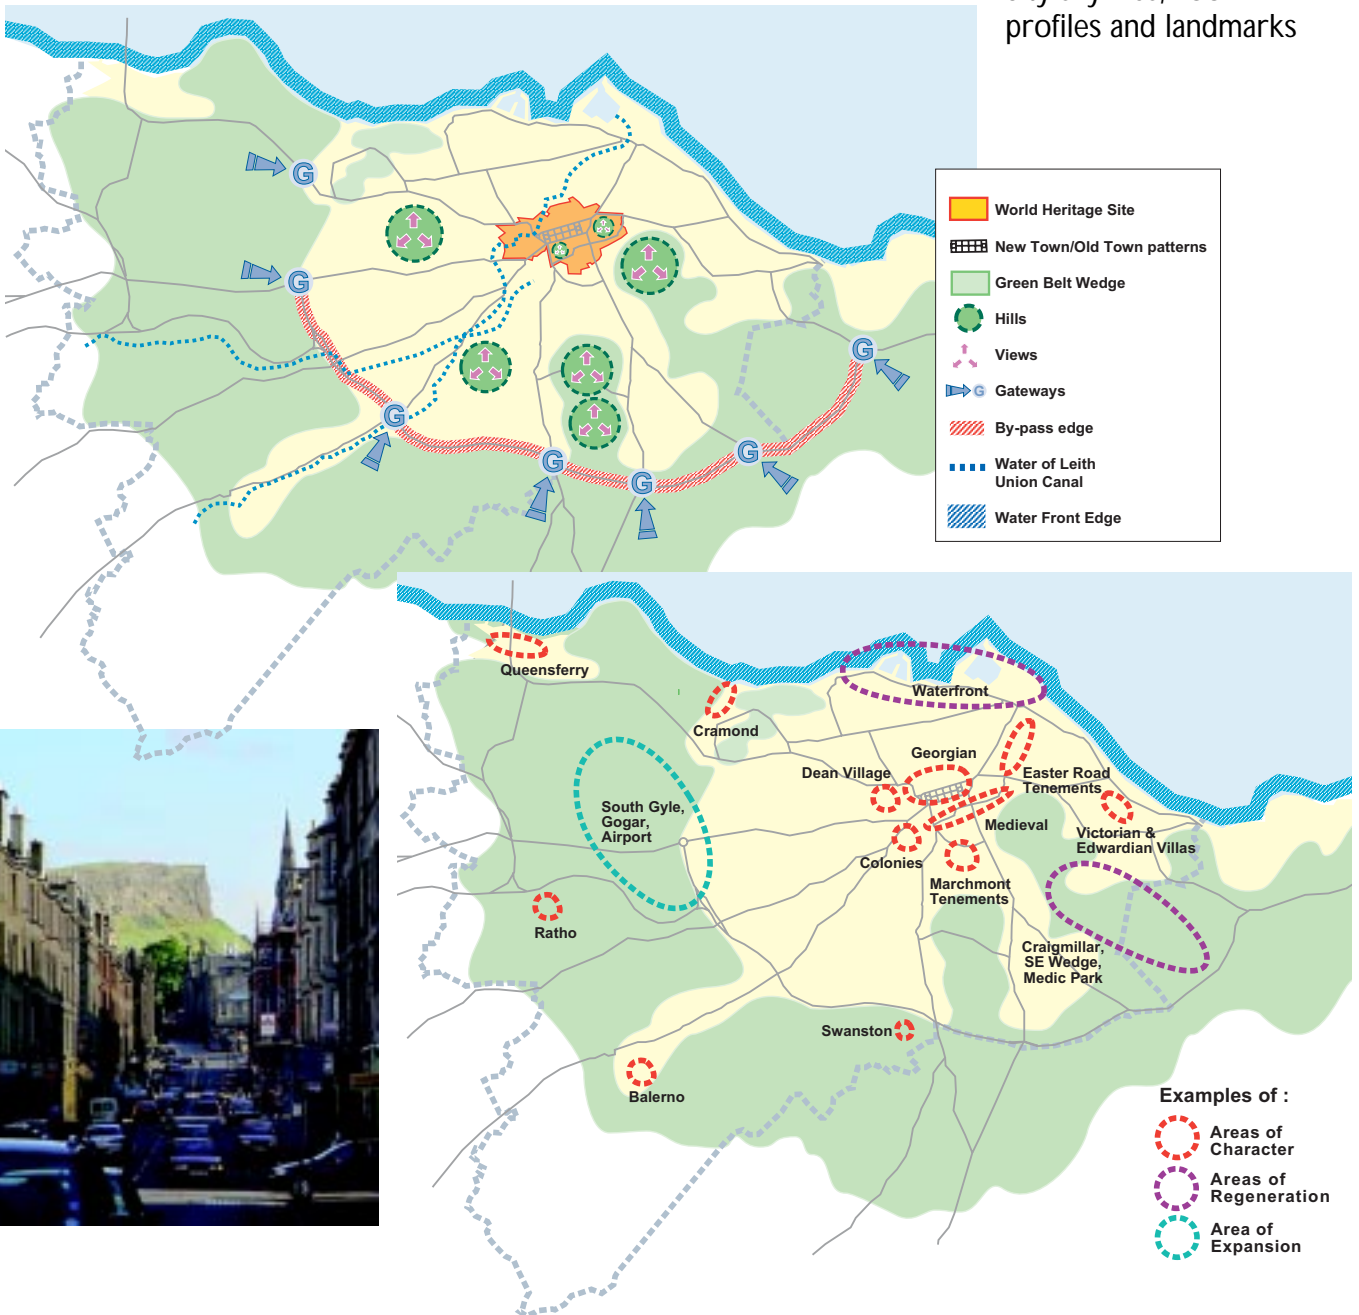 profiles and landmarks
World Heritage Site
New Town/Old Town patterns
Green Belt Wedge
Hills
Views
G Gateways
By-pass edge
Water of Leith
Union Canal
Water Front Edge
G
G
G
G
G
G
G
Queensferry
Waterfront
Cramond
Georgian
Dean Village
Easter Road
Tenements
South Gyle,
Gogar,
Airport
Medieval
Victorian &
Edwardian Villas
Colonies
Marchmont
Tenements
Ratho
Craigmillar,
SE Wedge,
Medic Park
Swanston
Balerno
Examples of :
Areas of
Character
Areas of
Regeneration
Area of
Expansion